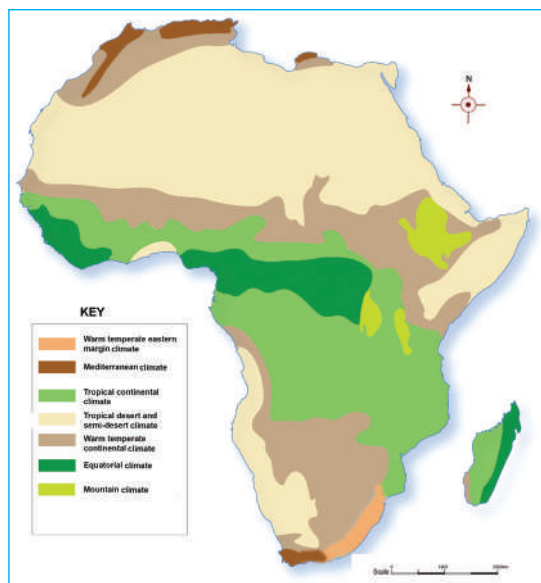 N
KEY
Warm temperate eastern
margin climate
Mediterranean climate
Tropical continental
climate
Tropical desert and
semi-desert climate
Warm temperate
continental climate
Equatorial climate
Mountain climate
Scale
0